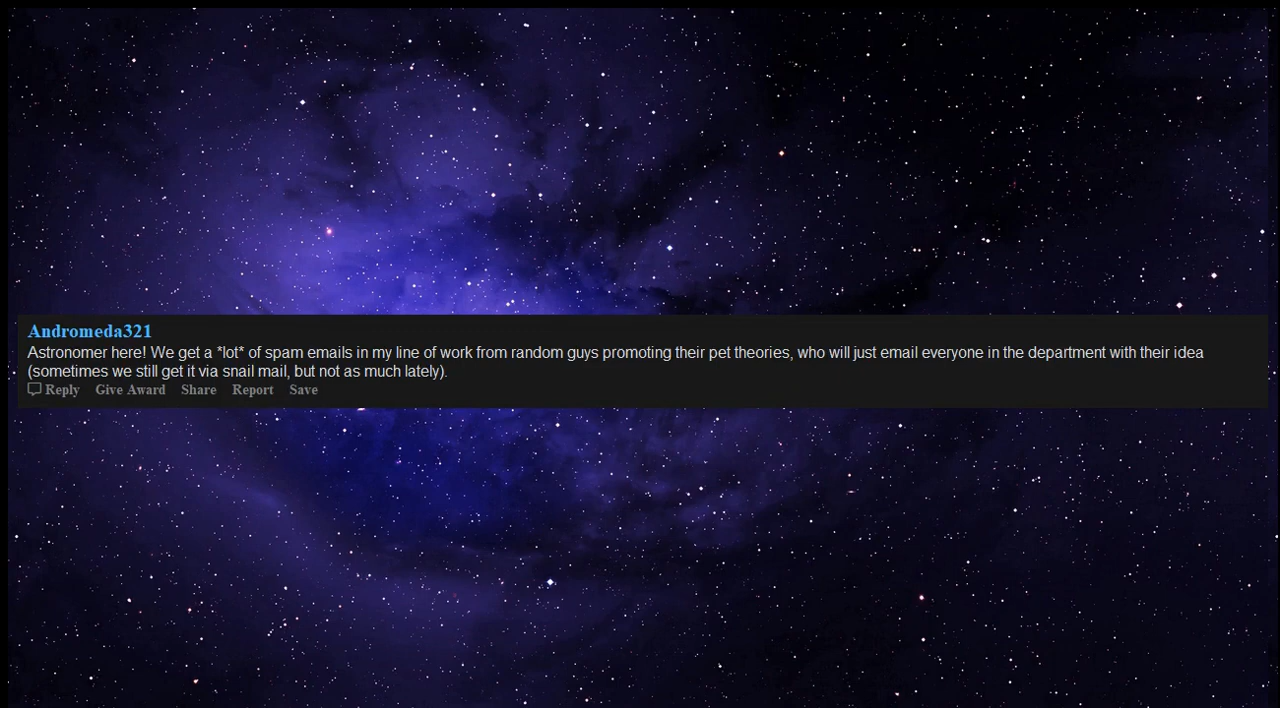 Andromeda321
Astronomer here! We get a *lot* of spam emails in my line of work from random guys promoting their pet theories, who will just email everyone in the department with their idea
(sometimes we still get it via snail mail, but not as much lately).
Reply Give Award Share Report Save